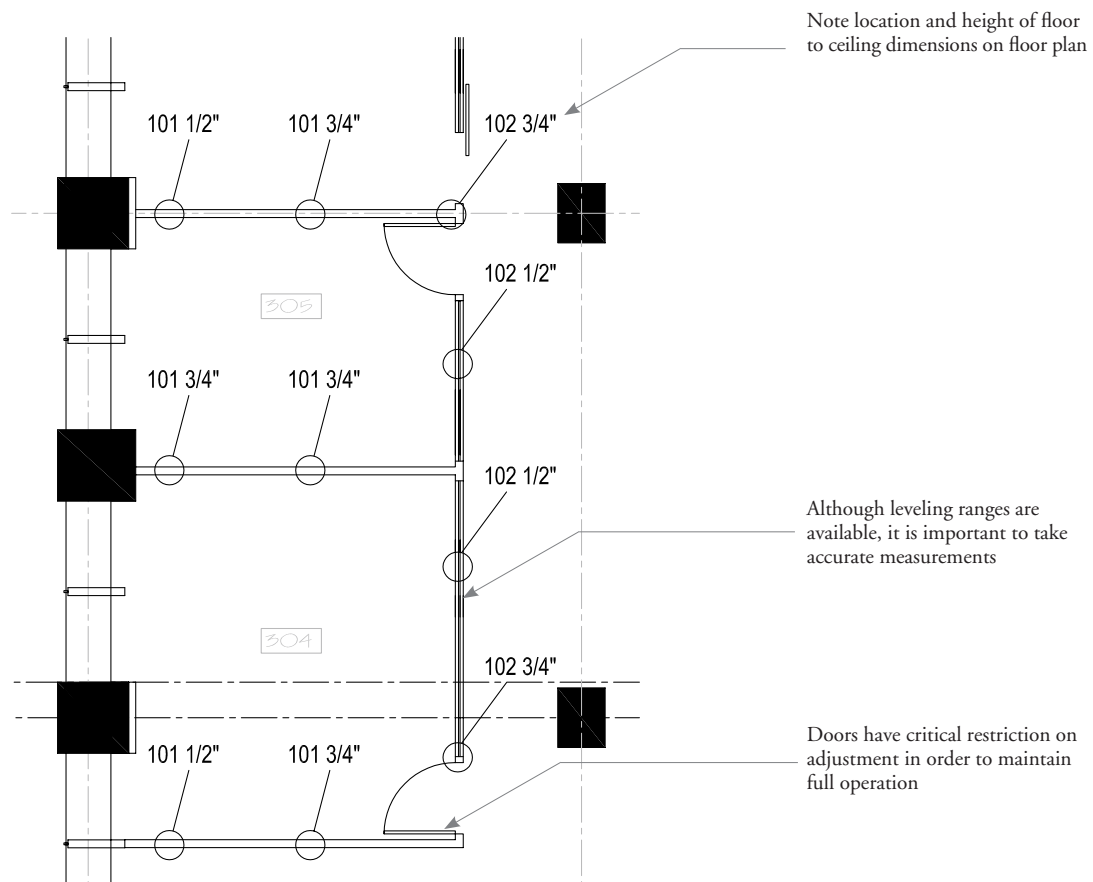 Note location and height of floor
to ceiling dimensions on floor plan
101 1/2"
101 3/4"
102 3/4"
102 1/2"
305
101 3/4"
101 3/4"
102 1/2"
Although leveling ranges are
available, it is important to take
accurate measurements
304
102 3/4"
Doors have critical restriction on
adjustment in order to maintain
full operation
101 1/2"
101 3/4"